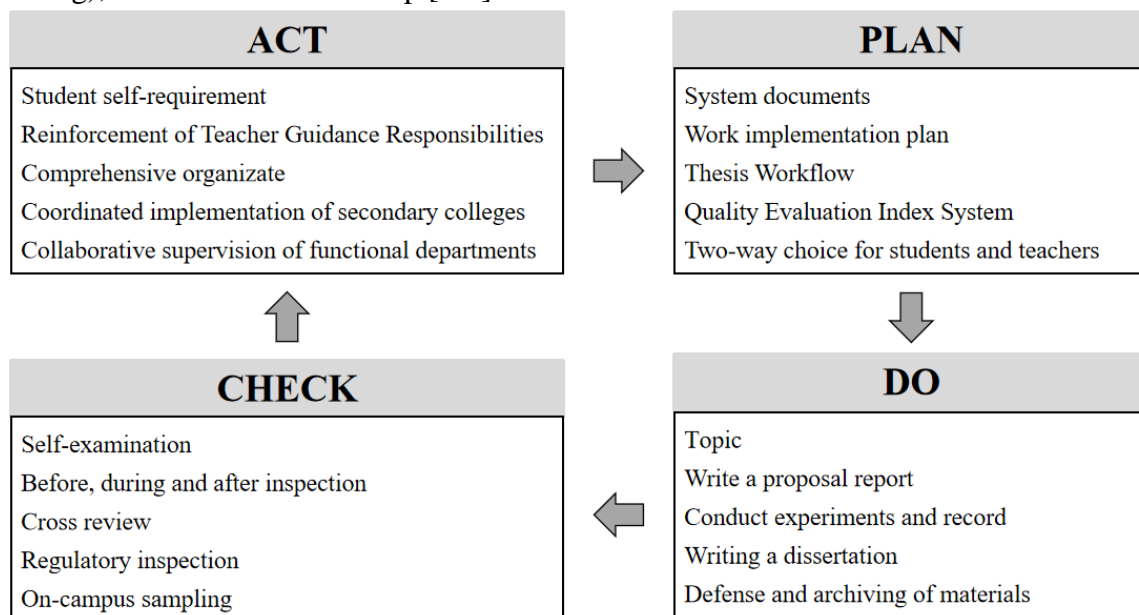 ACT
Student self-requirement
Reinforcement of Teacher Guidance Responsibilities
Comprehensive organizate
Coordinated implementation of secondary colleges
Collaborative supervision of functional departments
PLAN
System documents
Work implementation plan
Thesis Workflow
Quality Evaluation Index System
Two-way choice for students and teachers
CHECK
Self-examination
Before, during and after inspection
Cross review
Regulatory inspection
On-campus sampling
DO
Topic
Write a proposal report
Conduct experiments and record
Writing a dissertation
Defense and archiving of materials